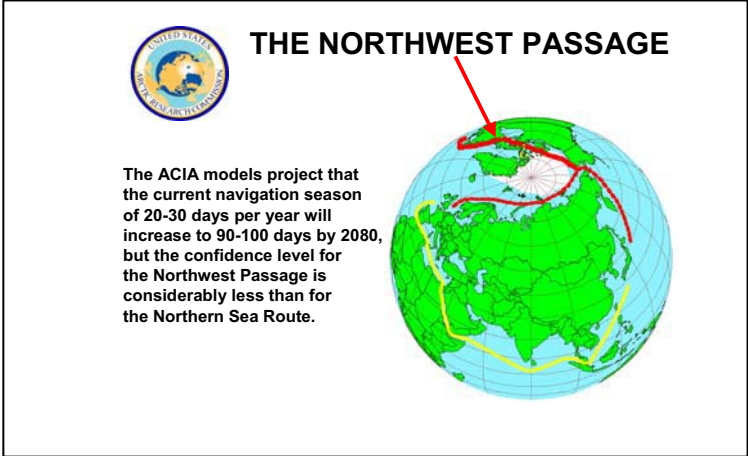 THE NORTHWEST PASSAGE
UNITED STATES
ARCTIC RESEARCH COMMISSION
The ACIA models project that
the current navigation season
of 20-30 days per year will
increase to 90-100 days by 2080,
but the confidence level for
the Northwest Passage is
considerably less than for
the Northern Sea Route.